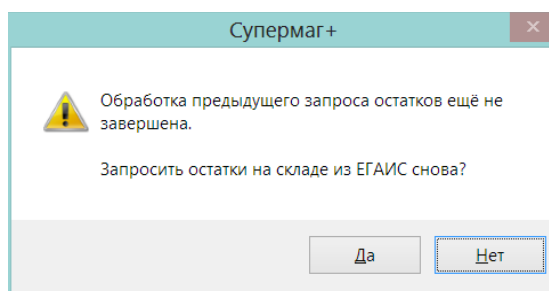 Супермаг+
Обработка предыдущего запроса остатков ещё не
завершена.
Запросить остатки на складе из ЕГАИС снова?
Да
Нет